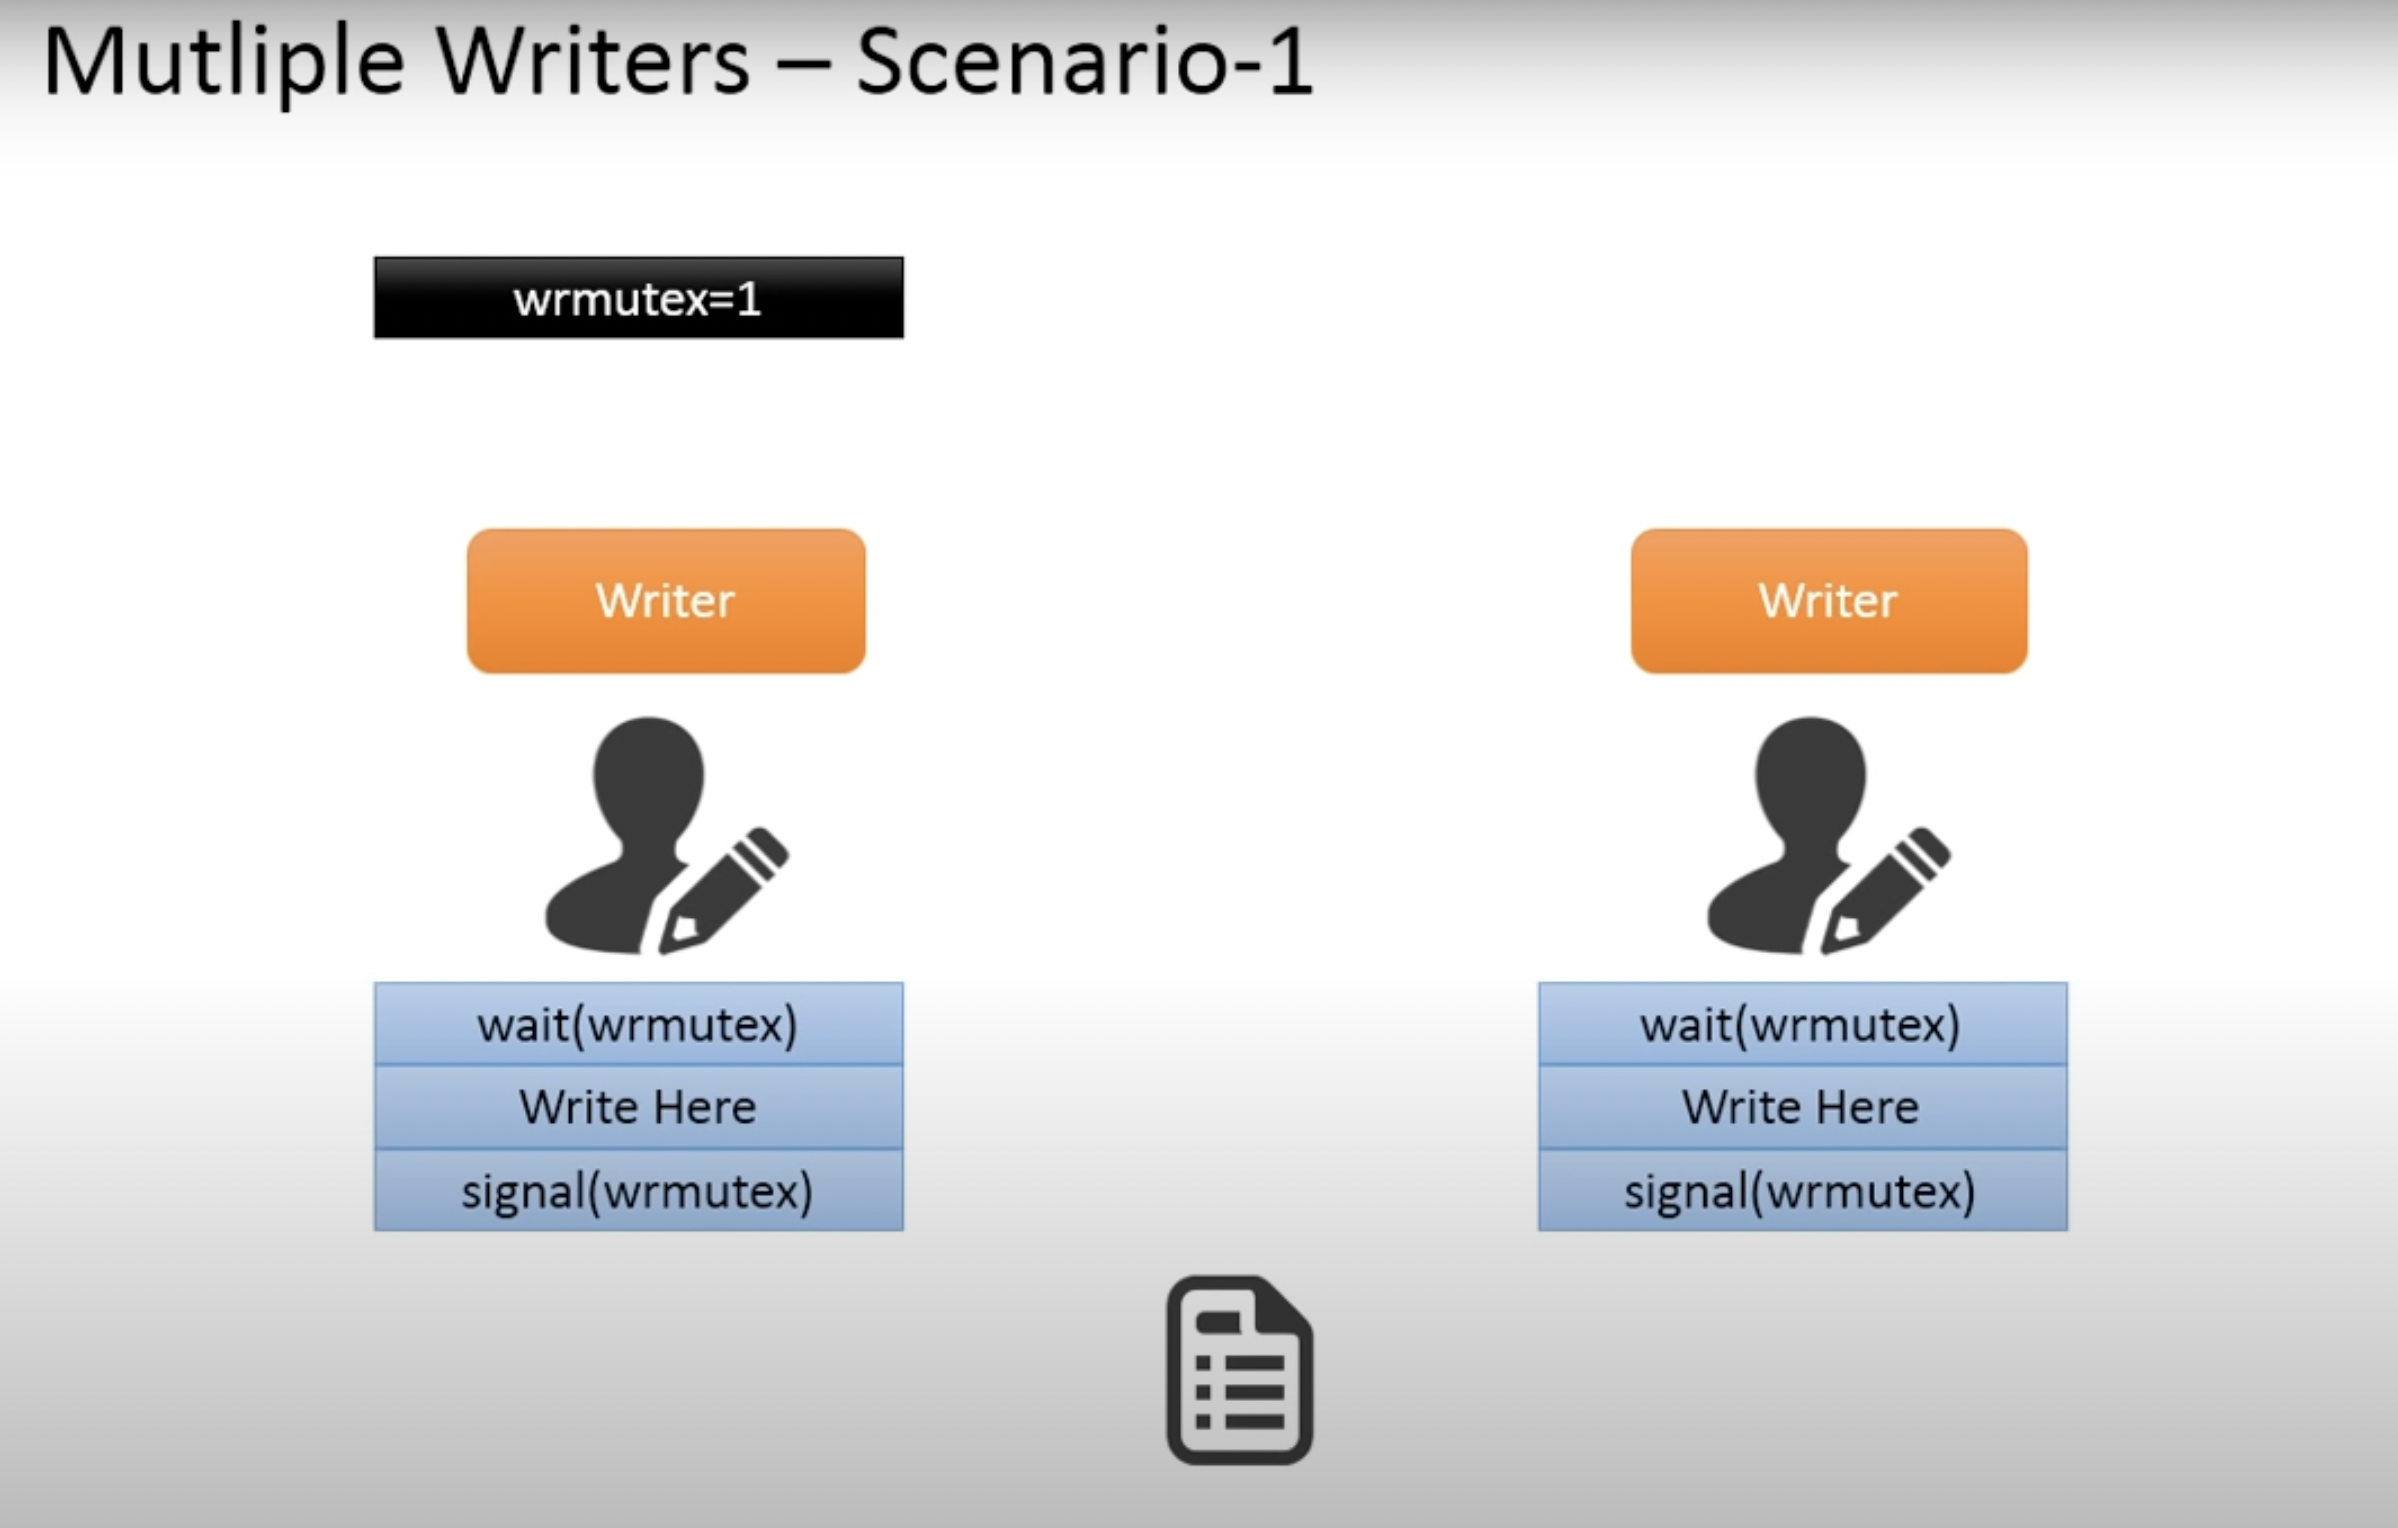 Mutliple Writers – Scenario-1
wrmutex=1
Writer
Writer
wait(wrmutex)
Write Here
signal(wrmutex)
wait(wrmutex)
Write Here
signal(wrmutex)